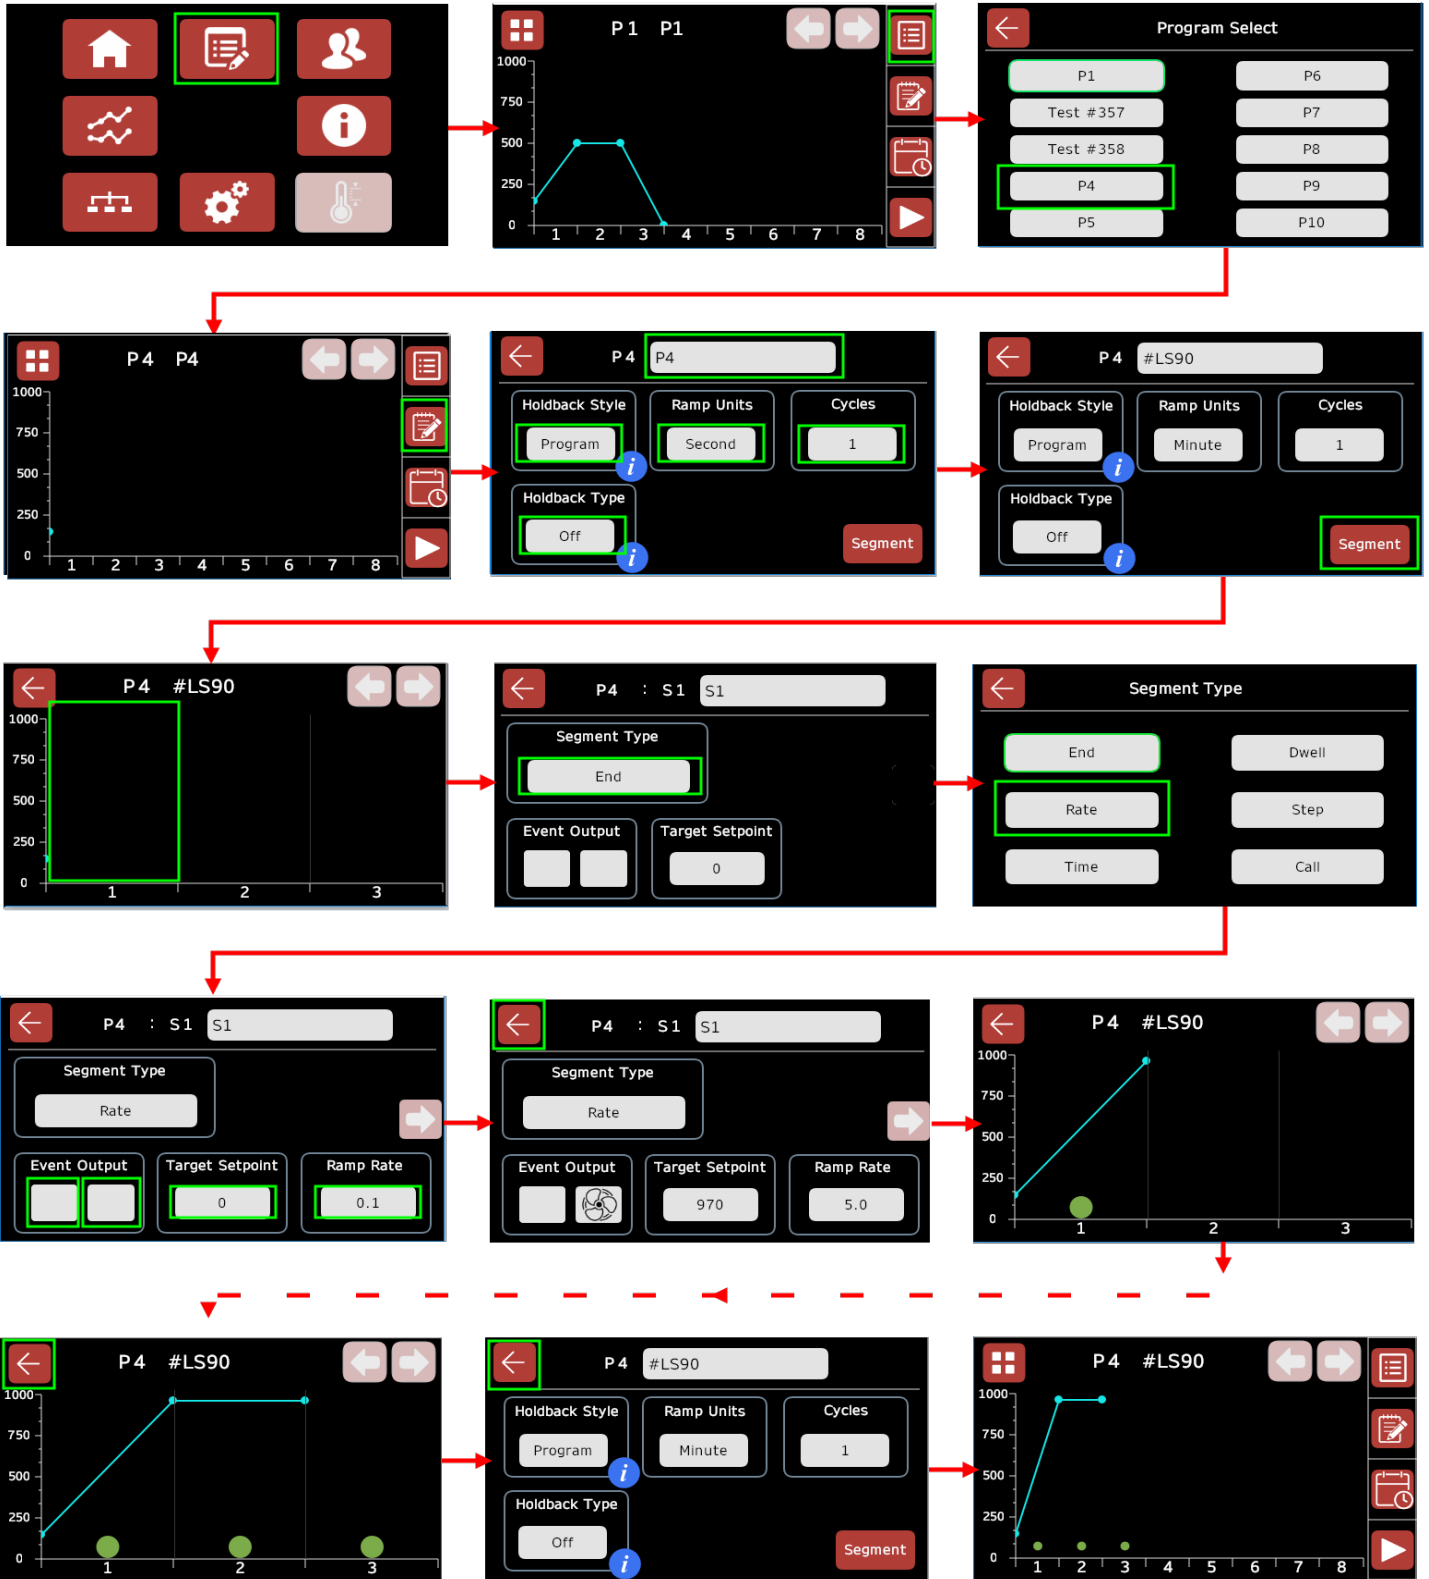 P1 P1
1000
750
500
250
0
1 2 3 4 5 6 7 8
Program Select
P1 P6
Test #357 P7
Test #358 P8
P4 P9
P5 P10
P4 P4
1000
750
500
250
0
1 2 3 4 5 6 7 8
P4 P4
Holdback Style Ramp Units Cycles
Program Second 1
i
Holdback Type
Off
i
Segment
P4 #LS90
Holdback Style Ramp Units Cycles
Program Minute 1
i
Holdback Type
Off
i
Segment
P4 #LS90
1000
750
500
250
0
1 2 3
P4 : S1 S1
Segment Type
End
Event Output Target Setpoint
0
Segment Type
End Dwell
Rate Step
Time Call
P4 : S1 S1
Segment Type
Rate
Event Output Target Setpoint Ramp Rate
0 0.1
P4 : S1 S1
Segment Type
Rate
Event Output Target Setpoint Ramp Rate
970 5.0
P4 #LS90
1000
750
500
250
0
1 2 3
P4 #LS90
1000
750
500
250
0
1 2 3
P4 #LS90
Holdback Style Ramp Units Cycles
Program Minute 1
i
Holdback Type
Off
i
Segment
P4 #LS90
1000
750
500
250
0
1 2 3 4 5 6 7 8